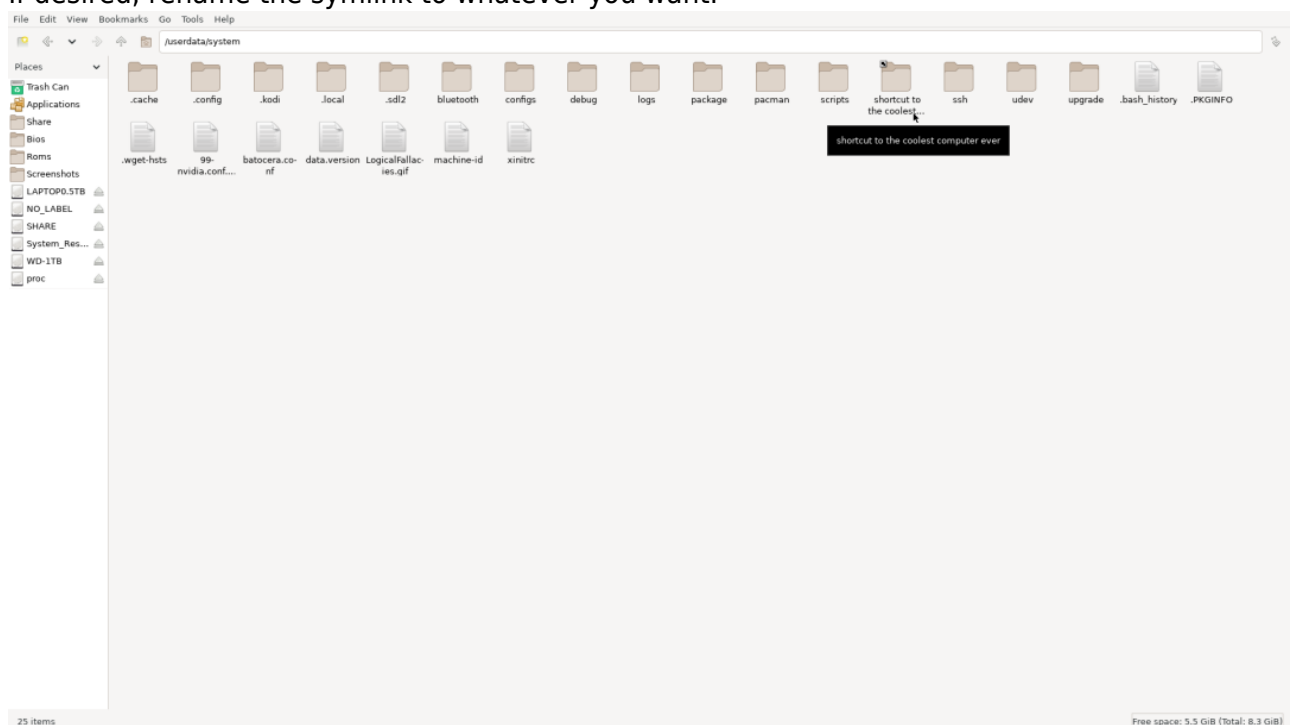 If desired, rename the symlink to whatever you want.
File Edit View Bookmarks Go Tools Help
/userdata/system
Places
Trash Can
Applications
Share
Bios
Roms
Screenshots
LAPTOP0.5TB
NO_LABEL
SHARE
System_Res...
WD-1TB
proc
.cache .config .kodi .local .sdl2 bluetooth configs debug logs package pacman scripts shortcut to the coolest... ssh udev upgrade .bash_history .PKGINFO
shortcut to the coolest computer ever
.wget-hsts 99-nvidia.conf.... batocera.co-nf data.version LogicalFallac-ies.gif machine-id xinitrc
25 items
Free space: 5.5 GiB (Total: 8.3 GiB)